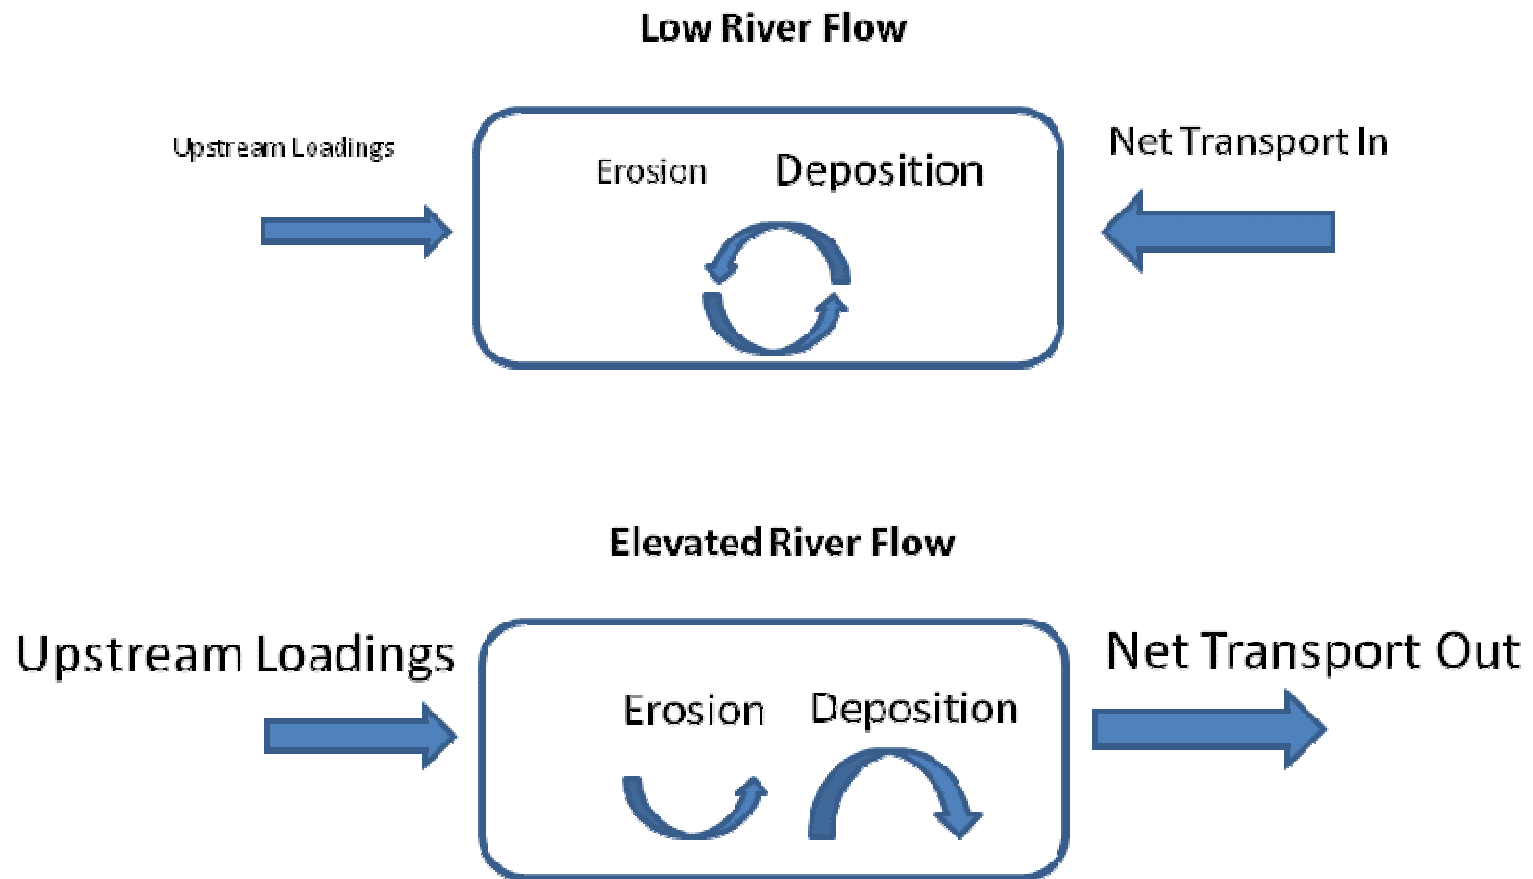 Low River Flow
Upstream Loadings
Erosion
Deposition
Net Transport In
Elevated River Flow
Upstream Loadings
Erosion
Deposition
Net Transport Out